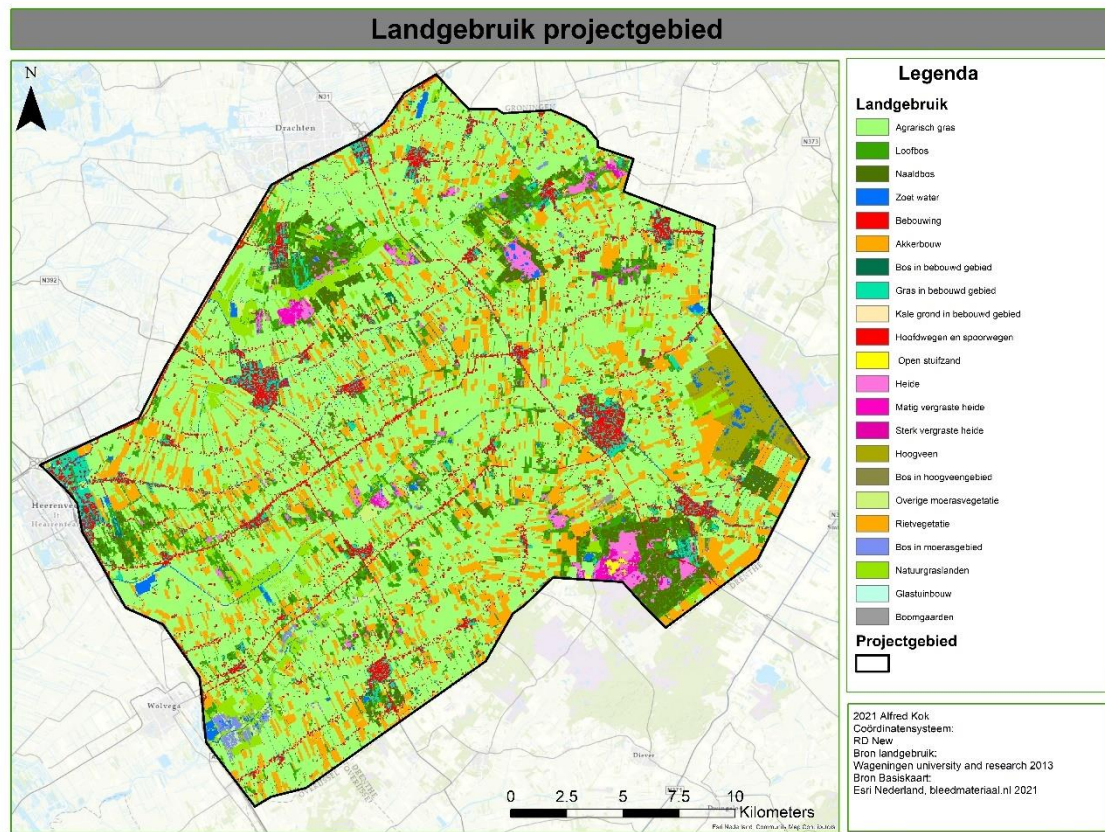 Landgebruik projectgebied
N
N31
GRONINGEN
Drachten
N373
N392
Wolvega
Diever
DRENTHE
0 2.5 5 7.5 10
Kilometers
Legenda
Landgebruik
Agrarisch gras
Loofbos
Naaldbos
Zoet water
Bebouwing
Akkerbouw
Bos in bebouwd gebied
Gras in bebouwd gebied
Kale grond in bebouwd gebied
Hoofdwegen en spoorwegen
Open stuifzand
Heide
Matig vergraste heide
Sterk vergraste heide
Hoogveen
Bos in hoogveengebied
Overige moerasvegetatie
Rietvegetatie
Bos in moerasgebied
Natuurgraslanden
Glastuinbouw
Boomgaarden
Projectgebied
2021 Alfred Kok
Coördinatensysteem:
RD New
Bron landgebruik:
Wageningen university and research 2013
Bron Basiskaart:
Esri Nederland, bleedmateriaal.nl 2021